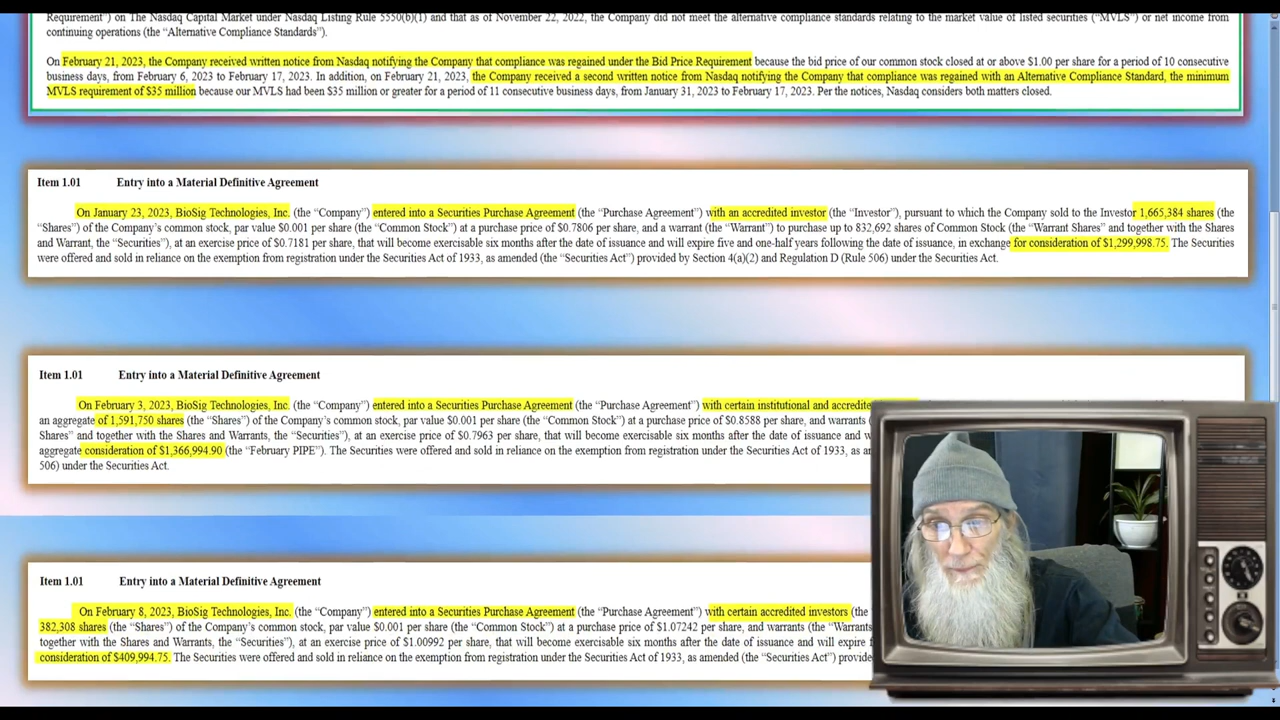 Requirement") on The Nasdaq Capital Market under Nasdaq Listing Rule 5550(b)(1) and that as of November 22, 2022, the Company did not meet the alternative compliance standards relating to the market value of listed securities ("MVLS") or net income from
continuing operations (the "Alternative Compliance Standards").
On February 21, 2023, the Company received written notice from Nasdaq notifying the Company that compliance was regained under the Bid Price Requirement because the bid price of our common stock closed at or above $1.00 per share for a period of 10 consecutive
business days, from February 6, 2023 to February 17, 2023. In addition, on February 21, 2023, the Company received a second written notice from Nasdaq notifying the Company that compliance was regained with an Alternative Compliance Standard, the minimum
MVLS requirement of $35 million because our MVLS had been $35 million or greater for a period of 11 consecutive business days, from January 31, 2023 to February 17, 2023. Per the notices, Nasdaq considers both matters closed.
Item 1.01 Entry into a Material Definitive Agreement
On January 23, 2023, BioSig Technologies, Inc. (the "Company") entered into a Securities Purchase Agreement (the "Purchase Agreement") with an accredited investor (the "Investor"), pursuant to which the Company sold to the Investor 1,665,384 shares (the
"Shares") of the Company's common stock, par value $0.001 per share (the "Common Stock") at a purchase price of $0.7806 per share, and a warrant (the "Warrant") to purchase up to 832,692 shares of Common Stock (the "Warrant Shares" and together with the Shares
and Warrant, the "Securities"), at an exercise price of $0.7181 per share, that will become exercisable six months after the date of issuance and will expire five and one-half years following the date of issuance, in exchange for consideration of $1,299,998.75. The Securities
were offered and sold in reliance on the exemption from registration under the Securities Act of 1933, as amended (the "Securities Act") provided by Section 4(a)(2) and Regulation D (Rule 506) under the Securities Act.
Item 1.01 Entry into a Material Definitive Agreement
On February 3, 2023, BioSig Technologies, Inc. (the "Company") entered into a Securities Purchase Agreement (the "Purchase Agreement") with certain institutional and accredite
an aggregate of 1,591,750 shares (the "Shares") of the Company's common stock, par value $0.001 per share (the "Common Stock") at a purchase price of $0.8588 per share, and warrants (
Shares" and together with the Shares and Warrants, the "Securities"), at an exercise price of $0.7963 per share, that will become exercisable six months after the date of issuance and w
aggregate consideration of $1,366,994.90 (the "February PIPE"). The Securities were offered and sold in reliance on the exemption from registration under the Securities Act of 1933, as a
506) under the Securities Act.
Item 1.01 Entry into a Material Definitive Agreement
On February 8, 2023, BioSig Technologies, Inc. (the "Company") entered into a Securities Purchase Agreement (the "Purchase Agreement") with certain accredited investors (the
382,308 shares (the "Shares") of the Company's common stock, par value $0.001 per share (the "Common Stock") at a purchase price of $1.07242 per share, and warrants (the "Warrants
together with the Shares and Warrants, the "Securities"), at an exercise price of $1.00992 per share, that will become exercisable six months after the date of issuance and will expire f
consideration of $409,994.75. The Securities were offered and sold in reliance on the exemption from registration under the Securities Act of 1933, as amended (the "Securities Act") provide